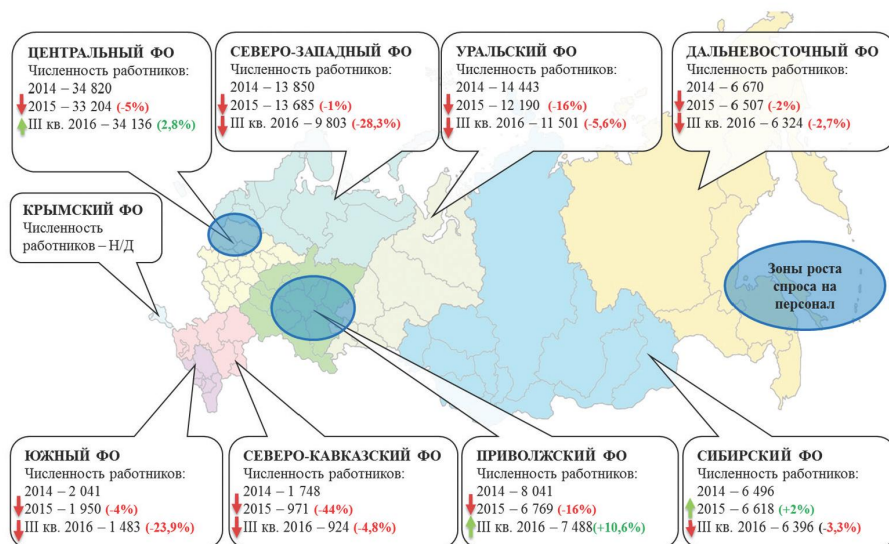 ЦЕНТРАЛЬНЫЙ ФО
Численность работников:
2014 – 34 820
2015 – 33 204 (-5%)
III кв. 2016 – 34 136 (2,8%)
СЕВЕРО-ЗАПАДНЫЙ ФО
Численность работников:
2014 – 13 850
2015 – 13 685 (-1%)
III кв. 2016 – 9 803 (-28,3%)
УРАЛЬСКИЙ ФО
Численность работников:
2014 – 14 443
2015 – 12 190 (-16%)
III кв. 2016 – 11 501 (-5,6%)
ДАЛЬНЕВОСТОЧНЫЙ ФО
Численность работников:
2014 – 6 670
2015 – 6 507 (-2%)
III кв. 2016 – 6 324 (-2,7%)
КРЫМСКИЙ ФО
Численность
работников – Н/Д
Зоны роста
спроса на
персонал
ЮЖНЫЙ ФО
Численность работников:
2014 – 2 041
2015 – 1 950 (-4%)
III кв. 2016 – 1 483 (-23,9%)
СЕВЕРО-КАВКАЗСКИЙ ФО
Численность работников:
2014 – 1 748
2015 – 971 (-44%)
III кв. 2016 – 924 (-4,8%)
ПРИВОЛЖСКИЙ ФО
Численность работников:
2014 – 8 041
2015 – 6 769 (-16%)
III кв. 2016 – 7 488(+10,6%)
СИБИРСКИЙ ФО
Численность работников:
2014 – 6 496
2015 – 6 618 (+2%)
III кв. 2016 – 6 396 (-3,3%)